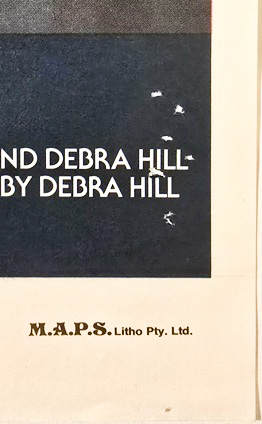 ND DEBRA HILL
BY DEBRA HILL
M.A.P.S. Litho Pty. Ltd.